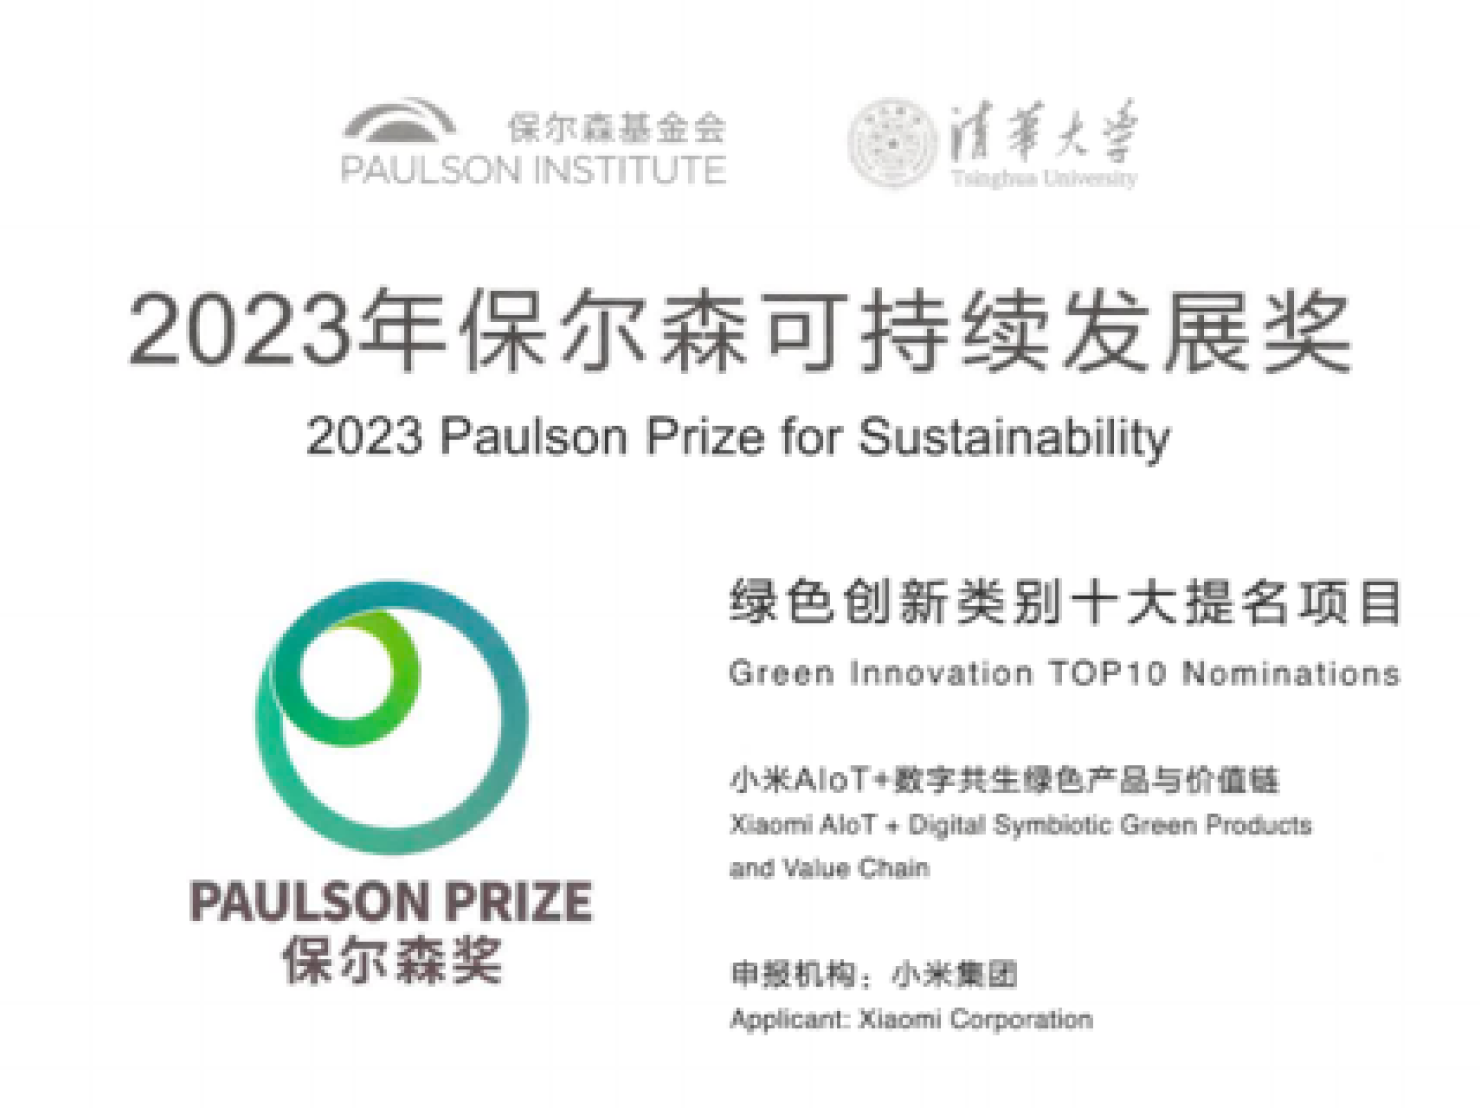 保尔森基金会
PAULSON INSTITUTE
清华大学
Tsinghua University
2023年保尔森可持续发展奖
2023 Paulson Prize for Sustainability
绿色创新类别十大提名项目
Green Innovation TOP10 Nominations
小米AIoT+数字共生绿色产品与价值链
Xiaomi AIoT + Digital Symbiotic Green Products
and Value Chain
PAULSON PRIZE
保尔森奖
申报机构：小米集团
Applicant: Xiaomi Corporation